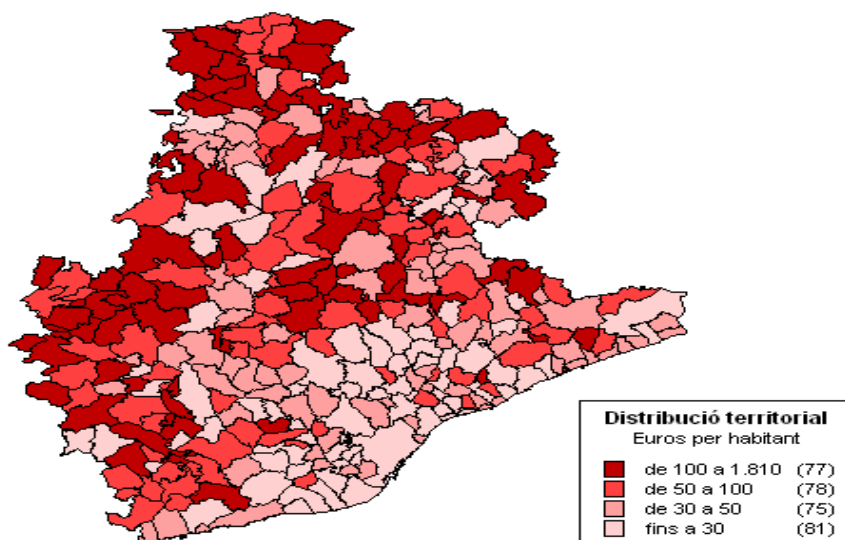 Distribució territorial
Euros per habitant
de 100 a 1.810 (77)
de 50 a 100 (78)
de 30 a 50 (75)
fins a 30 (81)